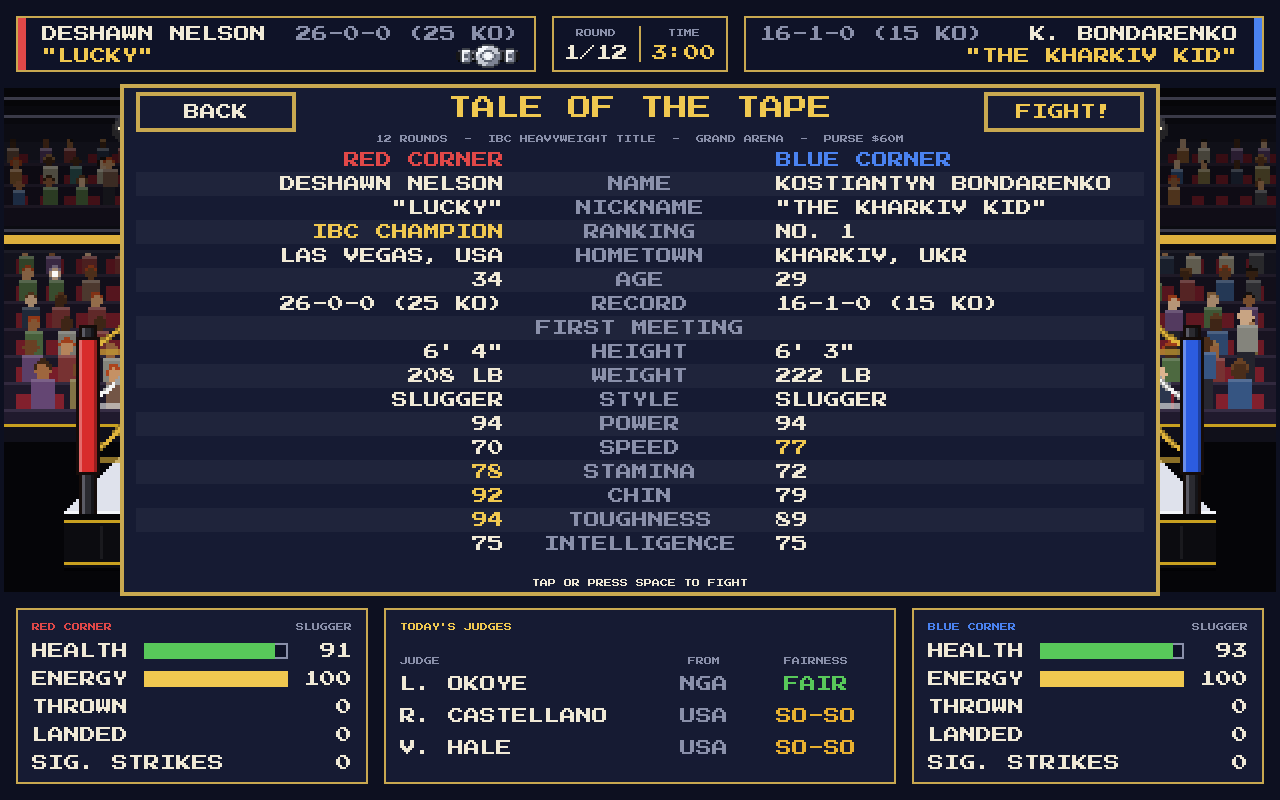 DESHAWN NELSON 26-0-0 (25 KO)
"LUCKY"
ROUND TIME
1/12 3:00
16-1-0 (15 KO) K. BONDARENKO
"THE KHARKIV KID"
BACK TALE OF THE TAPE FIGHT!
12 ROUNDS - IBC HEAVYWEIGHT TITLE - GRAND ARENA - PURSE $60M
RED CORNER BLUE CORNER
DESHAWN NELSON NAME KOSTIANTYN BONDARENKO
"LUCKY" NICKNAME "THE KHARKIV KID"
IBC CHAMPION RANKING NO. 1
LAS VEGAS, USA HOMETOWN KHARKIV, UKR
34 AGE 29
26-0-0 (25 KO) RECORD 16-1-0 (15 KO)
FIRST MEETING
6' 4" HEIGHT 6' 3"
208 LB WEIGHT 222 LB
SLUGGER STYLE SLUGGER
94 POWER 94
70 SPEED 77
78 STAMINA 72
92 CHIN 79
94 TOUGHNESS 89
75 INTELLIGENCE 75
TAP OR PRESS SPACE TO FIGHT
RED CORNER SLUGGER
HEALTH 91
ENERGY 100
THROWN 0
LANDED 0
SIG. STRIKES 0
TODAY'S JUDGES
JUDGE FROM FAIRNESS
L. OKOYE NGA FAIR
R. CASTELLANO USA SO-SO
V. HALE USA SO-SO
BLUE CORNER SLUGGER
HEALTH 93
ENERGY 100
THROWN 0
LANDED 0
SIG. STRIKES 0